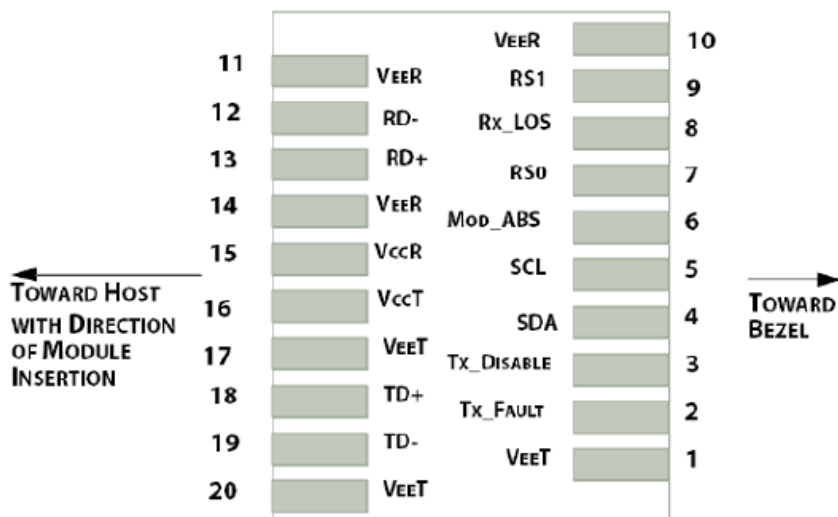 VEER 10
11 VEER
RS1 9
12 RD-
Rx_LOS 8
13 RD+
RS0 7
14 VEER
MOD_ABS 6
15 VCCR
SCL 5
TOWARD HOST
WITH DIRECTION
OF MODULE
INSERTION
TOWARD
BEZEL
16 VCCT
SDA 4
17 VEET
TX_DISABLE 3
18 TD+
TX_FAULT 2
19 TD-
VEET 1
20 VEET